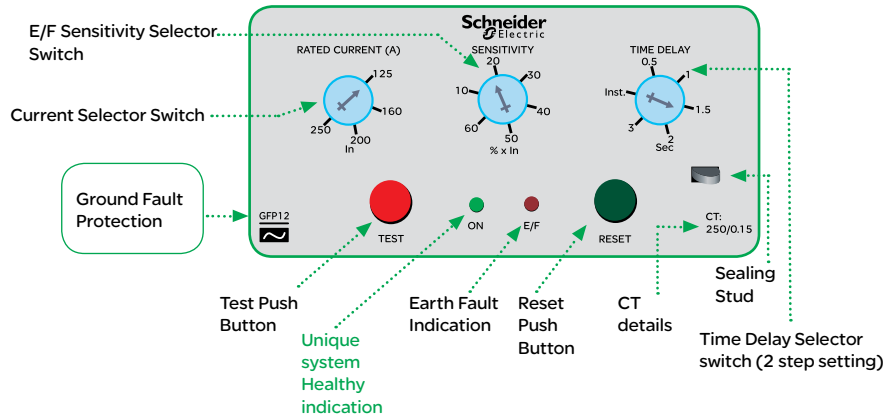 Schneider
Electric
E/F Sensitivity Selector
Switch
RATED CURRENT (A)
125
160
200
250
In
SENSITIVITY
10
20
30
40
50
60
% x In
TIME DELAY
Inst.
0.5
1
1.5
2
3
Sec
Current Selector Switch
Ground Fault
Protection
GFP12
TEST
ON
E/F
RESET
CT:
250/0.15
Test Push
Button
Unique
system
Healthy
indication
Earth Fault
Indication
Reset
Push
Button
CT
details
Sealing
Stud
Time Delay Selector
switch (2 step setting)